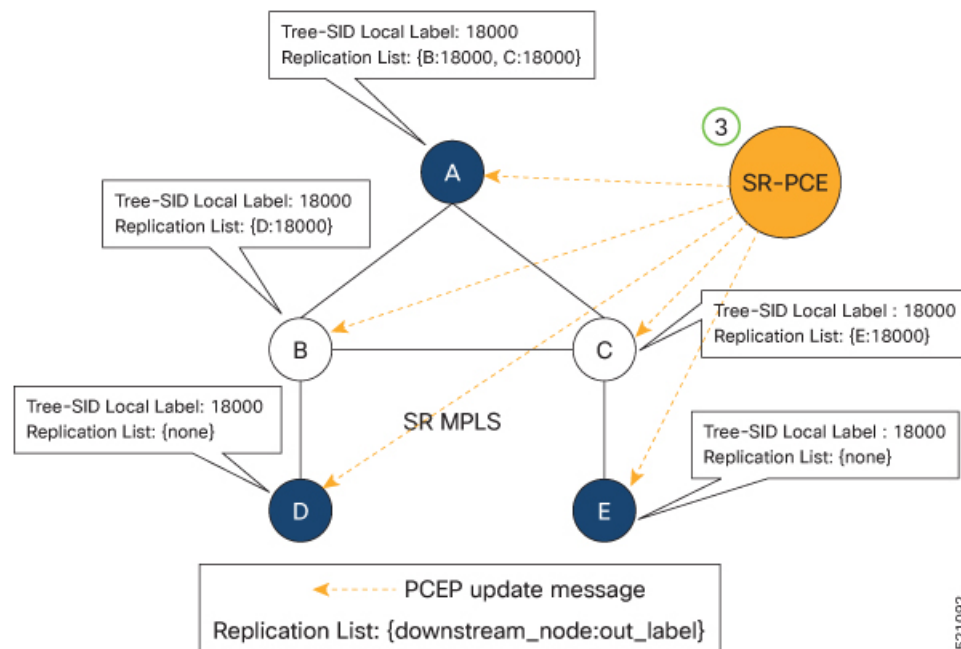 Tree-SID Local Label: 18000
Replication List: {B:18000, C:18000}
3
A
SR-PCE
Tree-SID Local Label: 18000
Replication List: {D:18000}
Tree-SID Local Label : 18000
Replication List: {E:18000}
B
C
Tree-SID Local Label: 18000
Replication List: {none}
SR MPLS
Tree-SID Local Label : 18000
Replication List: {none}
D
E
PCEP update message
Replication List: {downstream_node:out_label}